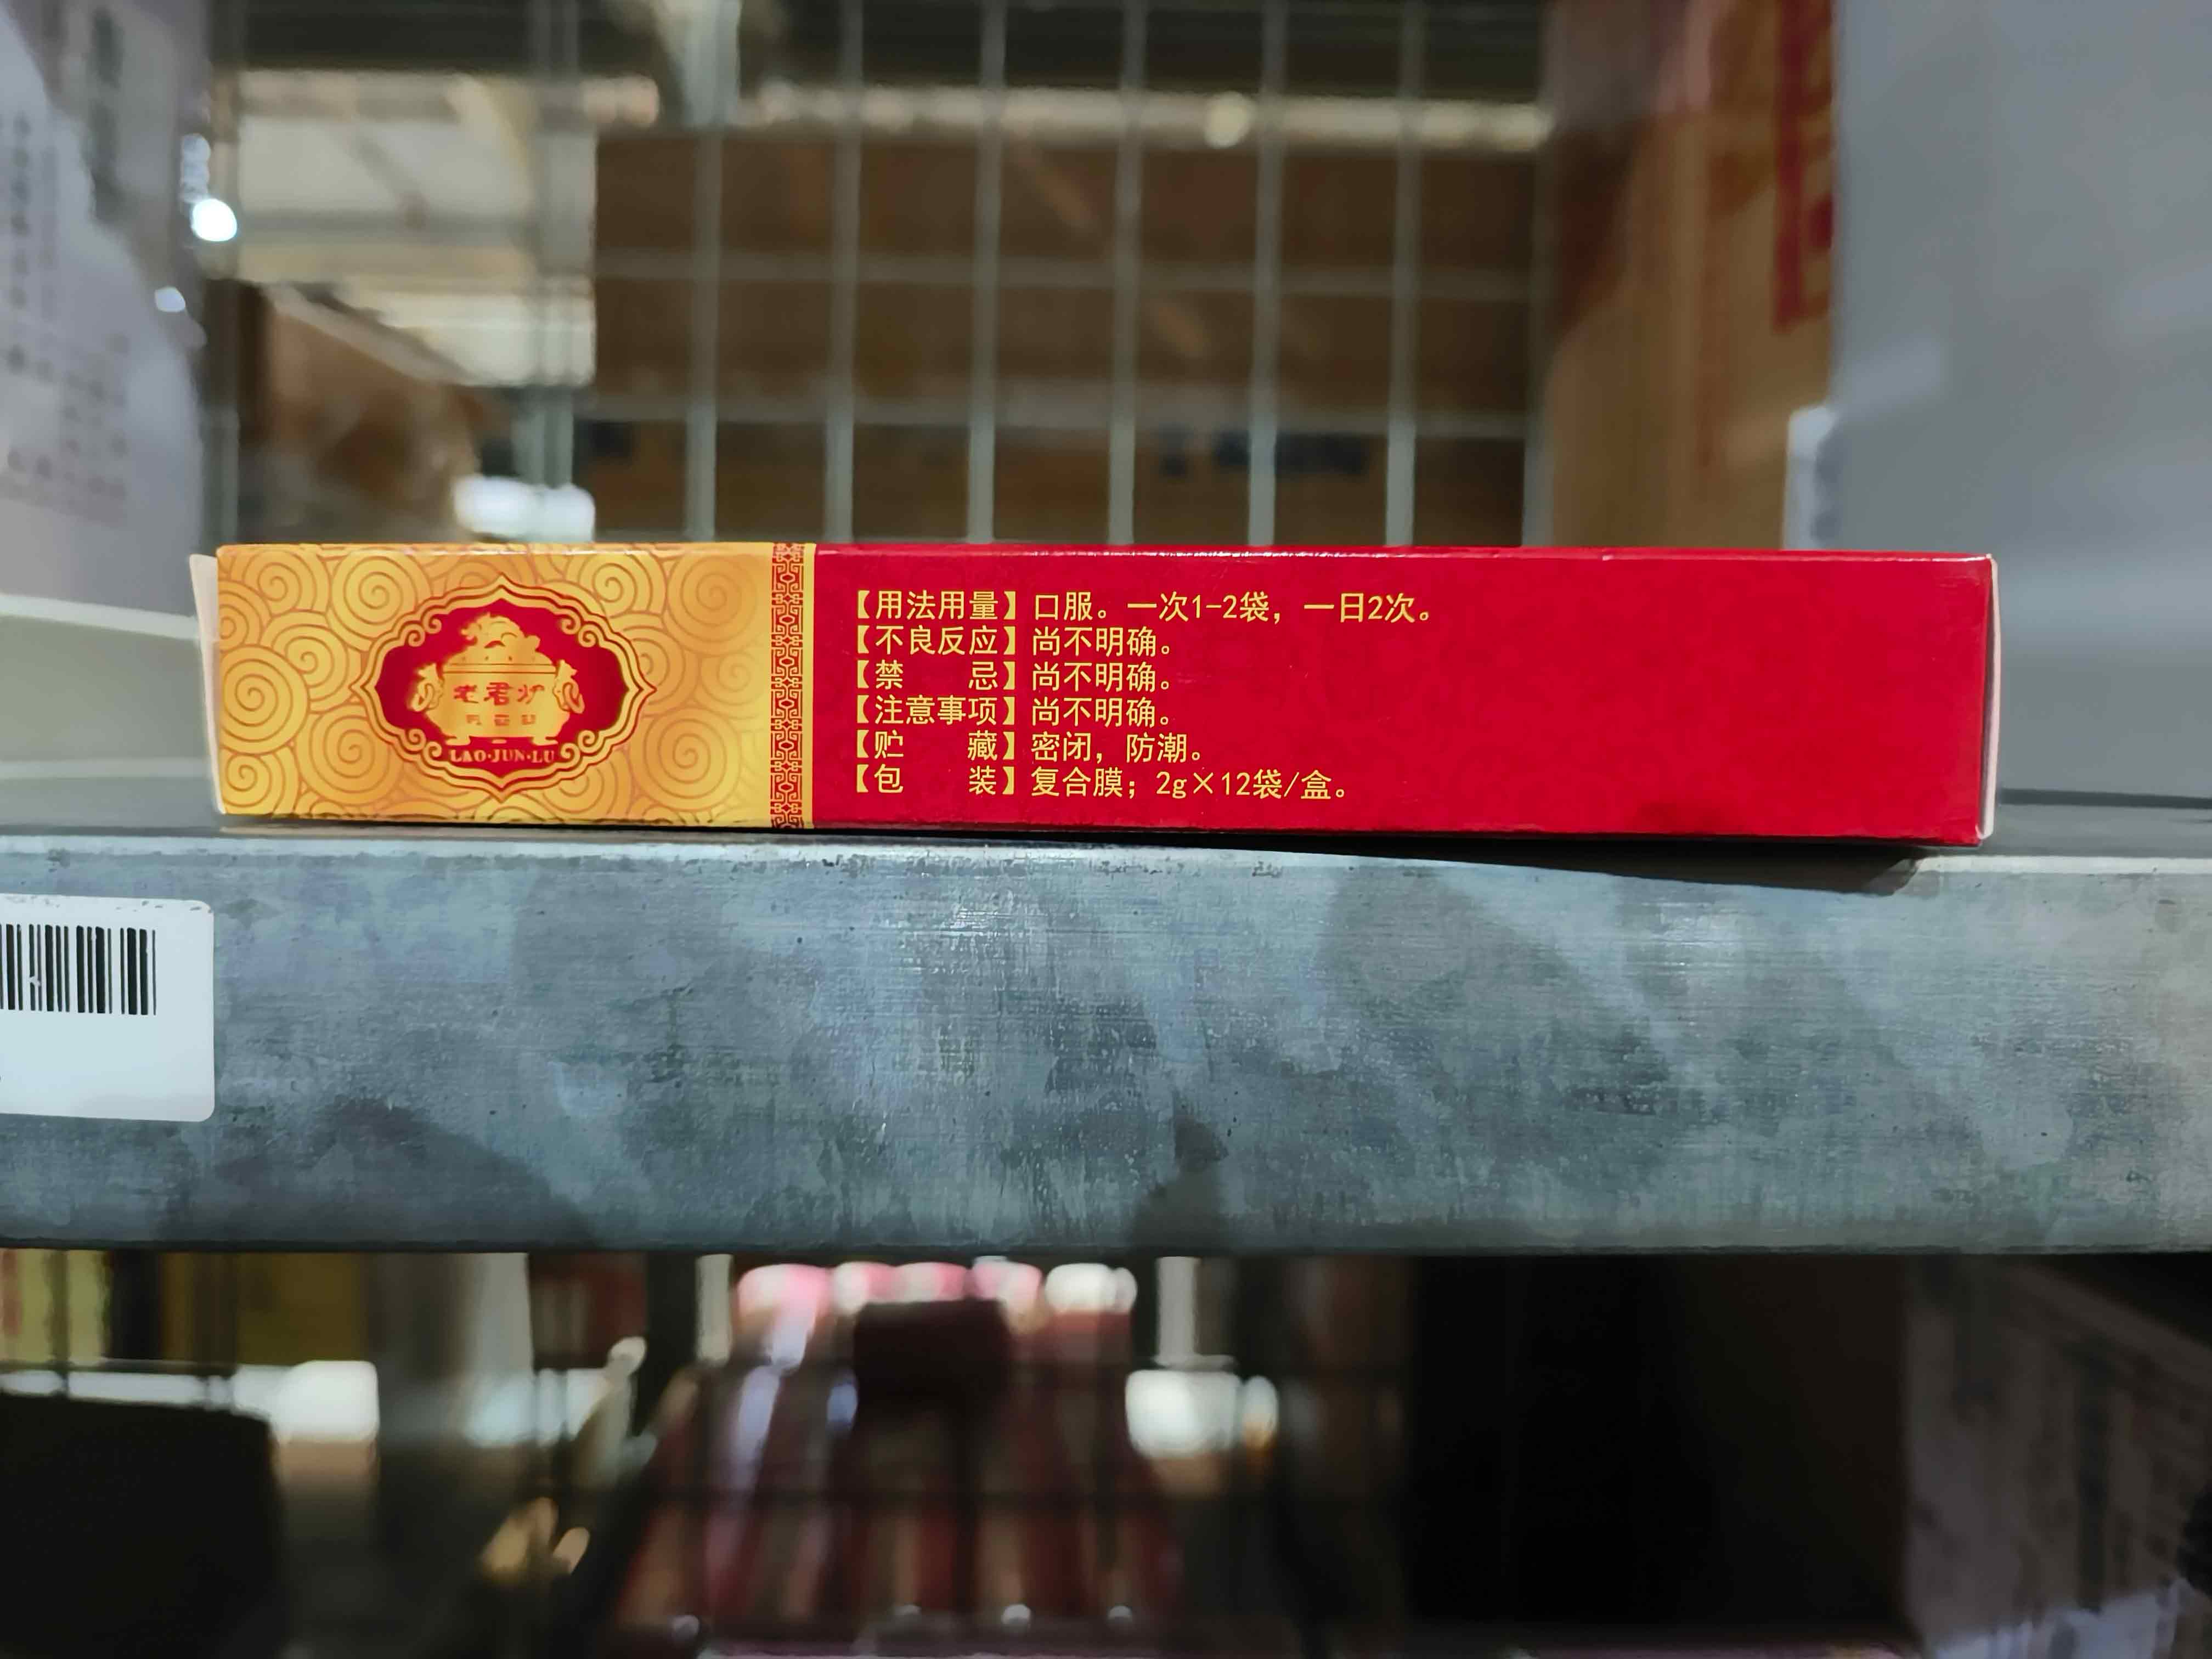 老君炉
LAO·JUN·LU
【用法用量】口服。一次1-2袋，一日2次。
【不良反应】尚不明确。
【禁　　忌】尚不明确。
【注意事项】尚不明确。
【贮　　藏】密闭，防潮。
【包　　装】复合膜；2g×12袋/盒。